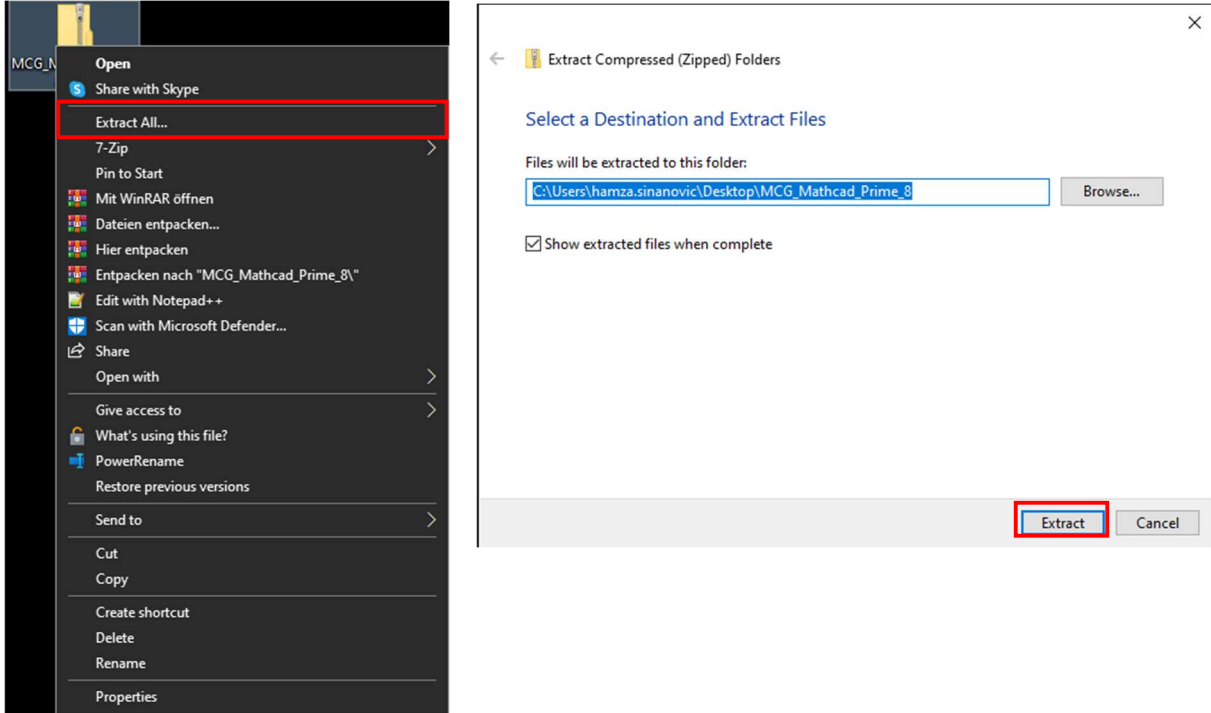 MCG_M
Open
Share with Skype
Extract All...
7-Zip
Pin to Start
Mit WinRAR öffnen
Dateien entpacken...
Hier entpacken
Entpacken nach "MCG_Mathcad_Prime_8\"
Edit with Notepad++
Scan with Microsoft Defender...
Share
Open with
Give access to
What's using this file?
PowerRename
Restore previous versions
Send to
Cut
Copy
Create shortcut
Delete
Rename
Properties
Extract Compressed (Zipped) Folders
Select a Destination and Extract Files
Files will be extracted to this folder:
C:\Users\hamza.sinanovic\Desktop\MCG_Mathcad_Prime_8
Browse...
Show extracted files when complete
Extract
Cancel